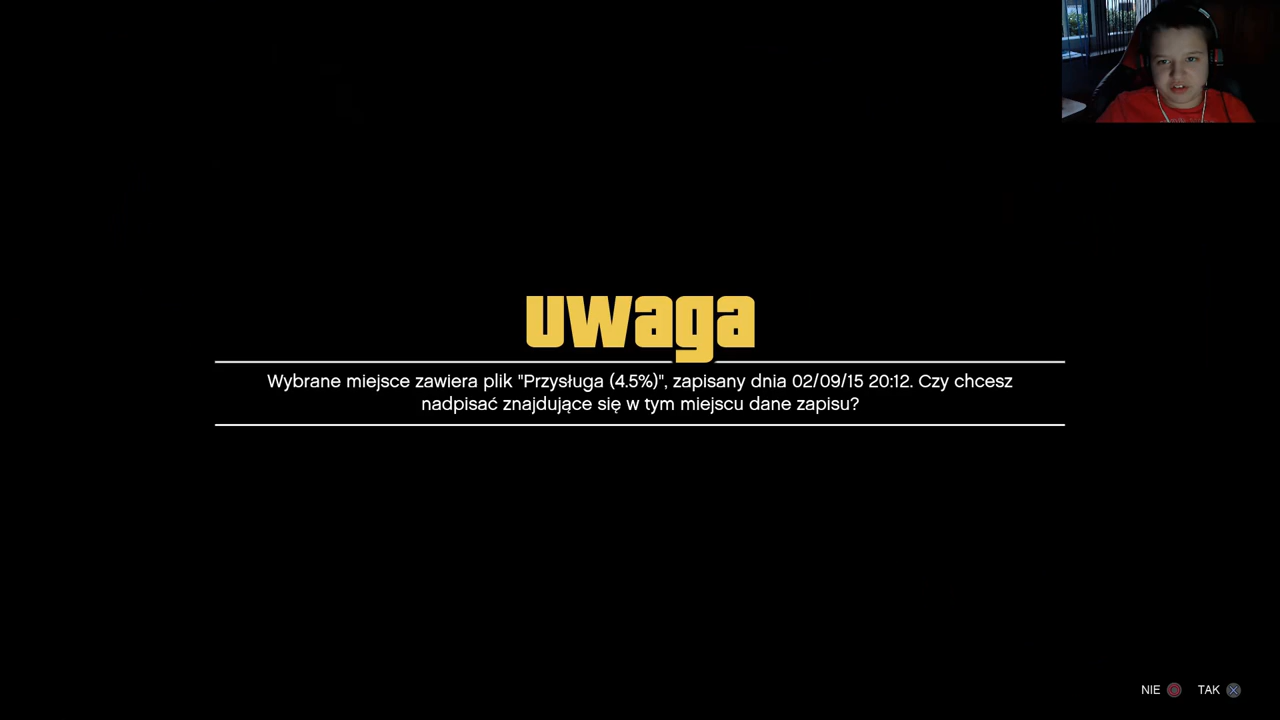 uwaga
Wybrane miejsce zawiera plik "Przysługa (4.5%)", zapisany dnia 02/09/15 20:12. Czy chcesz
nadpisać znajdujące się w tym miejscu dane zapisu?
NIE TAK